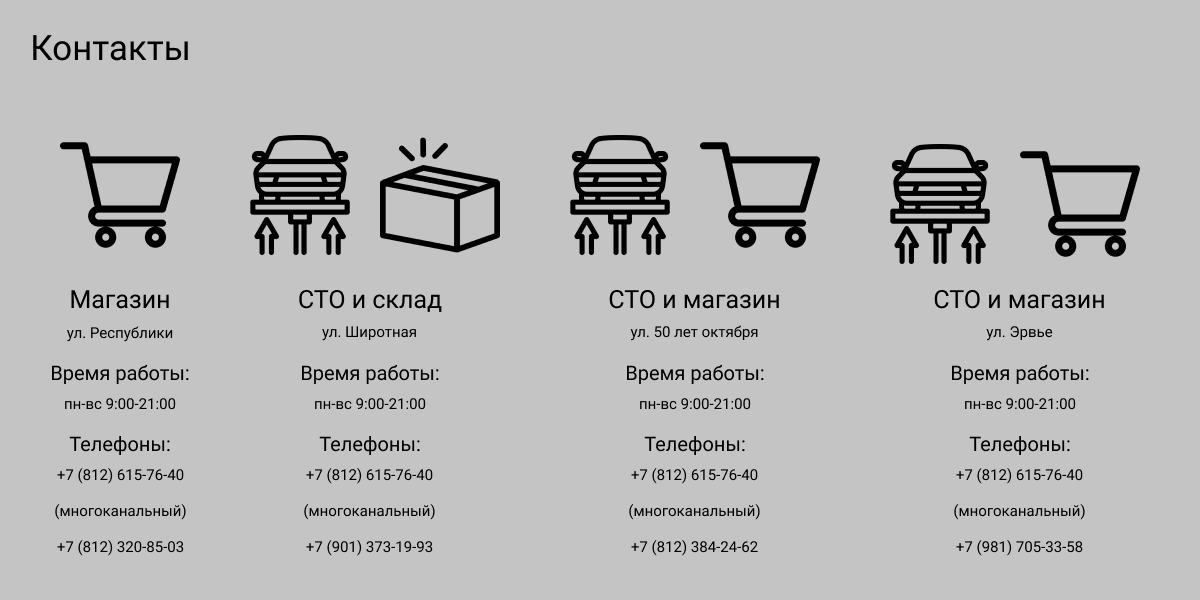 Контакты
Магазин
ул. Республики
Время работы:
пн-вс 9:00-21:00
Телефоны:
+7 (812) 615-76-40
(многоканальный)
+7 (812) 320-85-03
СТО и склад
ул. Широтная
Время работы:
пн-вс 9:00-21:00
Телефоны:
+7 (812) 615-76-40
(многоканальный)
+7 (901) 373-19-93
СТО и магазин
ул. 50 лет октября
Время работы:
пн-вс 9:00-21:00
Телефоны:
+7 (812) 615-76-40
(многоканальный)
+7 (812) 384-24-62
СТО и магазин
ул. Эрвье
Время работы:
пн-вс 9:00-21:00
Телефоны:
+7 (812) 615-76-40
(многоканальный)
+7 (981) 705-33-58